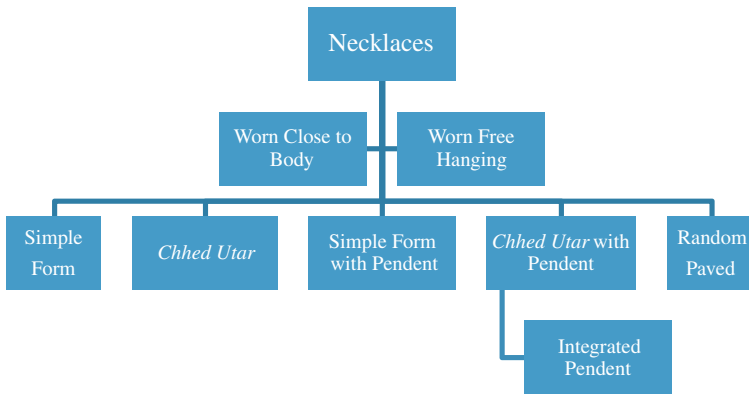 Necklaces
Worn Close to
Body
Worn Free
Hanging
Simple
Form
Chhed Utar
Simple Form
with Pendent
Chhed Utar with
Pendent
Random
Paved
Integrated
Pendent